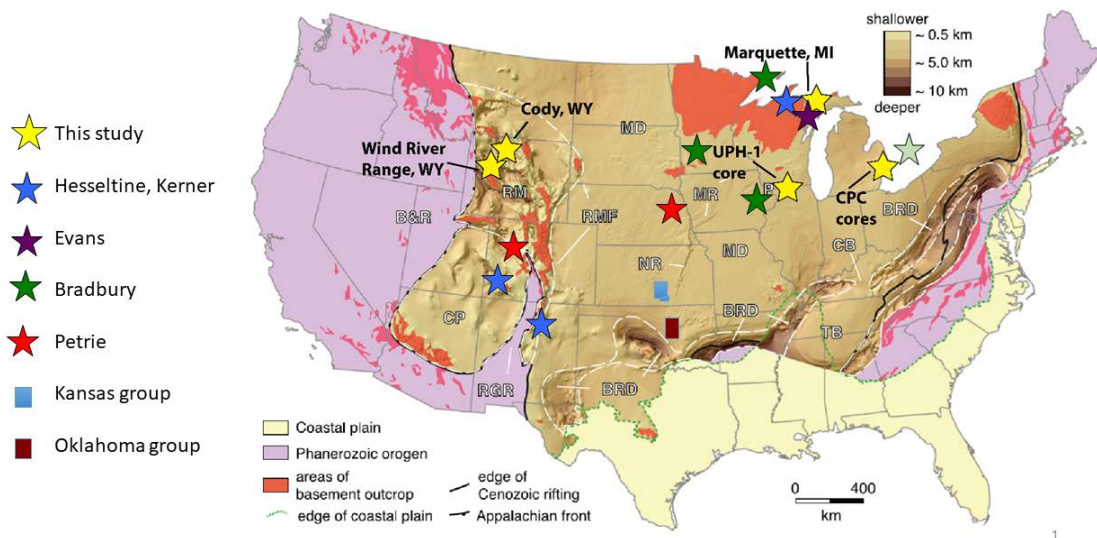 This study
Hesseltine, Kerner
Evans
Bradbury
Petrie
Kansas group
Oklahoma group
Marquette, MI
Cody, WY
Wind River
Range, WY
UPH-1
core
CPC
cores
MD
RM
B&R
RMF
MR
NR
MD
CB
BRD
CP
BRD
TB
RGR
BRD
shallower
~ 0.5 km
~ 5.0 km
~ 10 km
deeper
Coastal plain
Phanerozoic orogen
areas of
basement outcrop
edge of coastal plain
edge of
Cenozoic rifting
Appalachian front
0 400
km
1